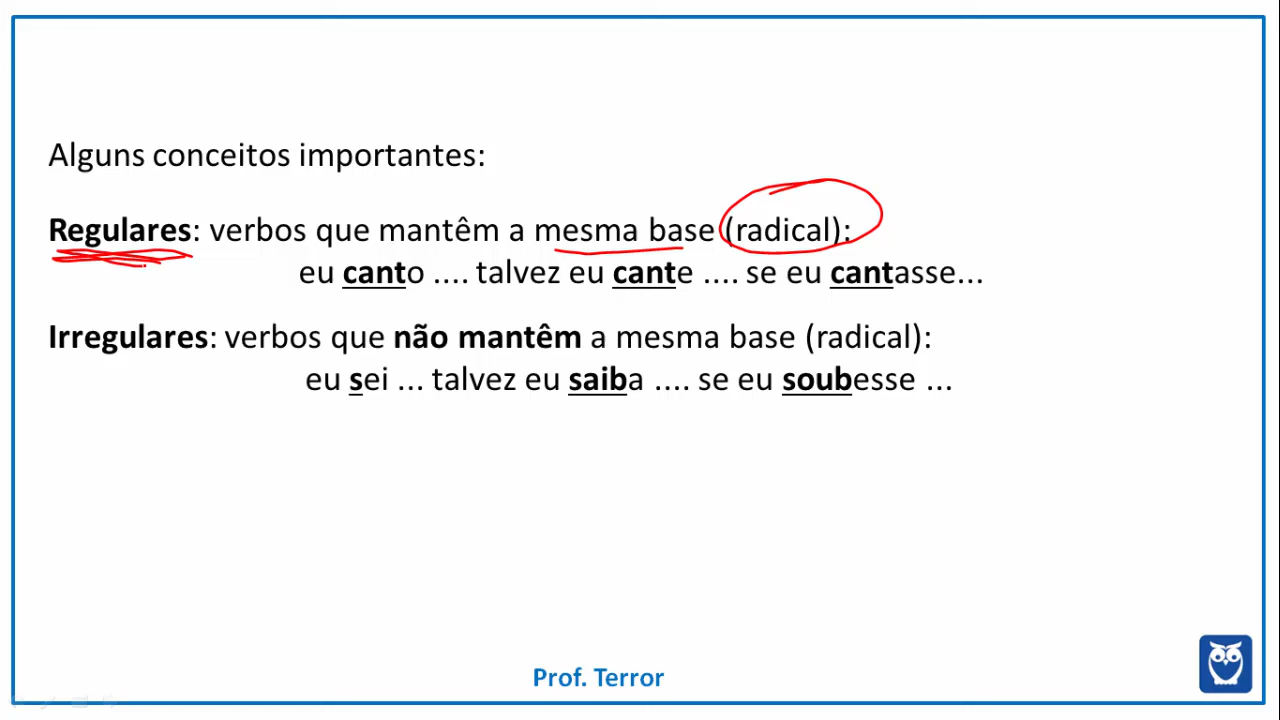 Alguns conceitos importantes:
Regulares: verbos que mantêm a mesma base (radical):
eu canto .... talvez eu cante .... se eu cantasse...
Irregulares: verbos que não mantêm a mesma base (radical):
eu sei ... talvez eu saiba .... se eu soubesse ...
Prof. Terror